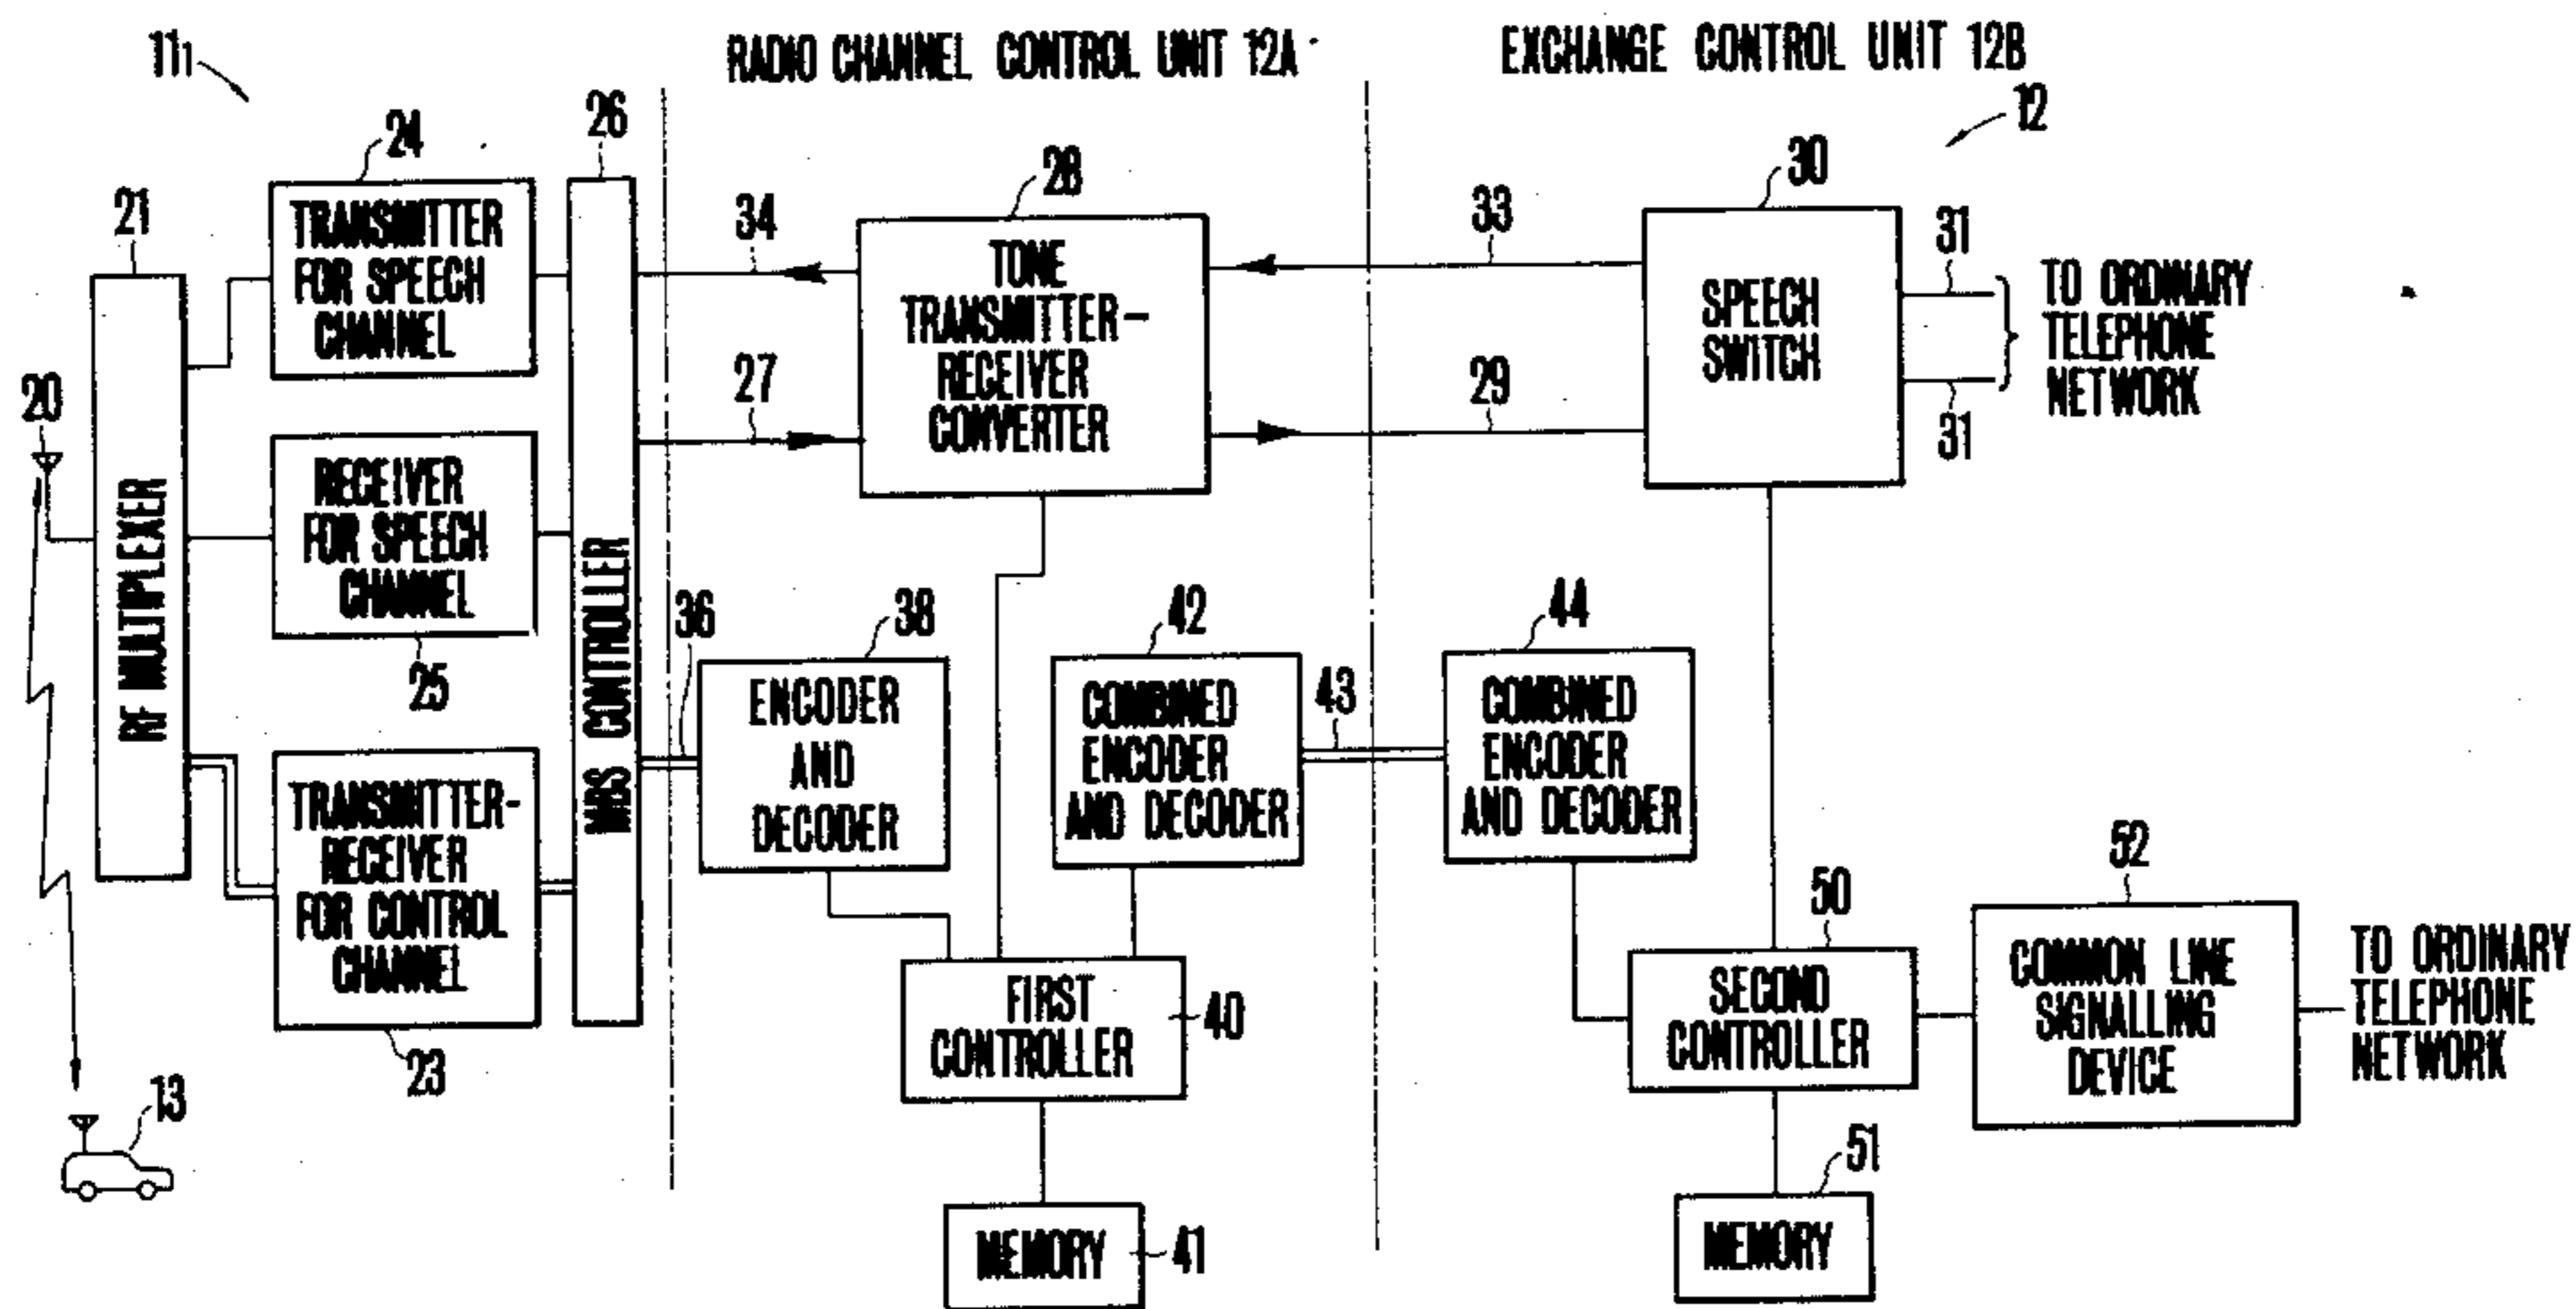 11₁
RADIO CHANNEL CONTROL UNIT 12A
EXCHANGE CONTROL UNIT 12B
12
24
26
28
30
21
TRANSMITTER
FOR SPEECH
CHANNEL
34
TONE
TRANSMITTER-
RECEIVER
CONVERTER
33
SPEECH
SWITCH
31
31
TO ORDINARY
TELEPHONE
NETWORK
20
27
29
RF MULTIPLEXER
RECEIVER
FOR SPEECH
CHANNEL
25
MBS CONTROLLER
36
38
42
44
ENCODER
AND
DECODER
COMBINED
ENCODER
AND DECODER
43
COMBINED
ENCODER
AND DECODER
TRANSMITTER-
RECEIVER
FOR CONTROL
CHANNEL
23
50
52
FIRST
CONTROLLER
40
SECOND
CONTROLLER
COMMON LINE
SIGNALLING
DEVICE
TO ORDINARY
TELEPHONE
NETWORK
13
51
MEMORY
41
MEMORY